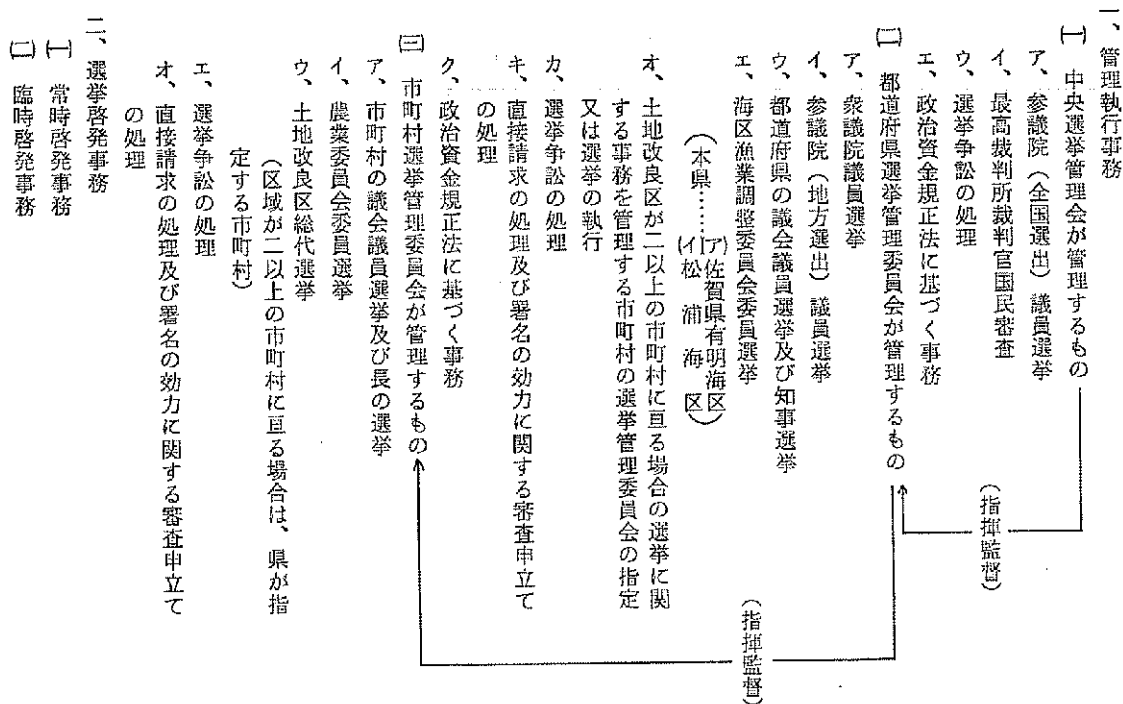 一、管理執行事務
㈠ 中央選挙管理会が管理するもの
ア、参議院（全国選出）議員選挙
イ、最高裁判所裁判官国民審査
ウ、選挙争訟の処理
エ、政治資金規正法に基づく事務
（指揮監督）
㈡ 都道府県選挙管理委員会が管理するもの
ア、衆議院議員選挙
イ、参議院（地方選出）議員選挙
ウ、都道府県の議会議員選挙及び知事選挙
エ、海区漁業調整委員会委員選挙
（本県……(ア)佐賀県有明海区
(イ)松浦海区）
オ、土地改良区が二以上の市町村に亘る場合の選挙に関
する事務を管理する市町村の選挙管理委員会の指定
又は選挙の執行
カ、選挙争訟の処理
キ、直接請求の処理及び署名の効力に関する審査申立て
の処理
ク、政治資金規正法に基づく事務
（指揮監督）
㈢ 市町村選挙管理委員会が管理するもの
ア、市町村の議会議員選挙及び長の選挙
イ、農業委員会委員選挙
ウ、土地改良区総代選挙
（区域が二以上の市町村に亘る場合は、県が指
定する市町村）
エ、選挙争訟の処理
オ、直接請求の処理及び署名の効力に関する審査申立て
の処理
二、選挙啓発事務
㈠ 常時啓発事務
㈡ 臨時啓発事務